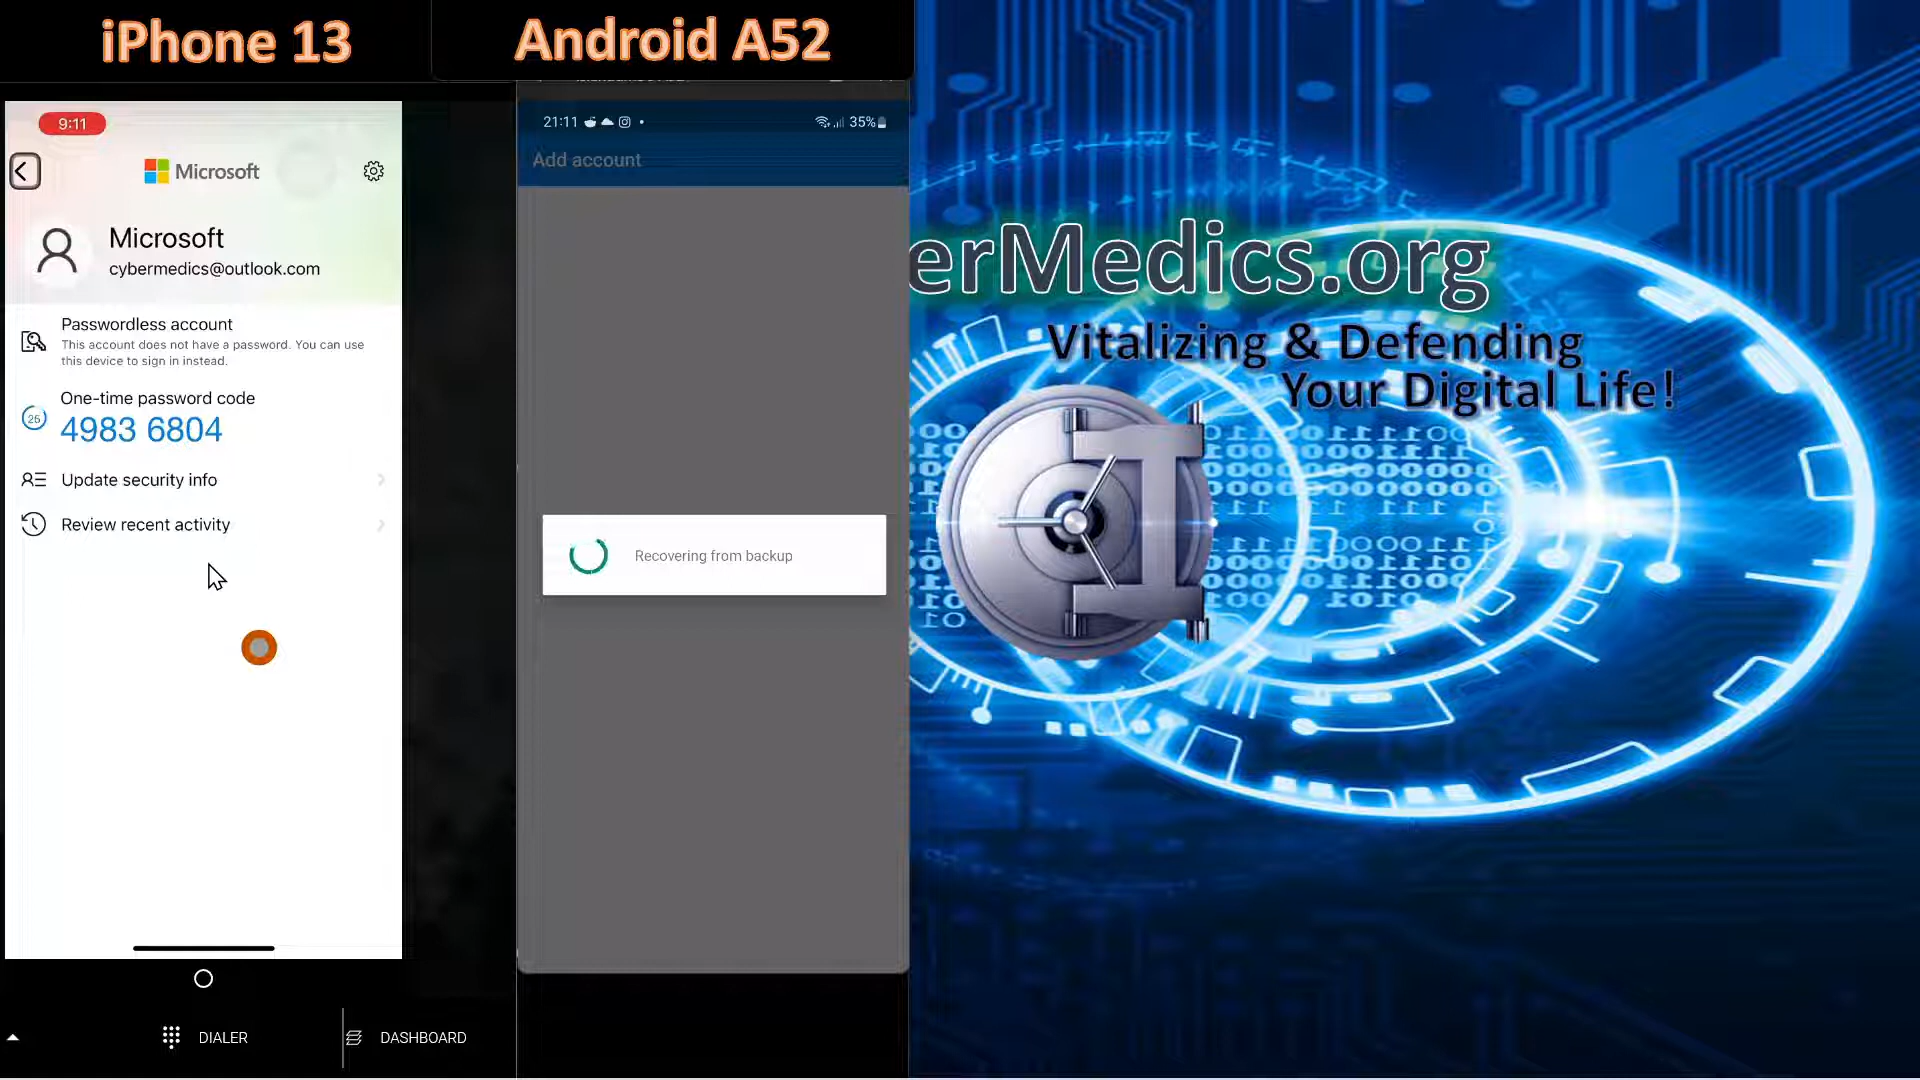 iPhone 13
Android A52
9:11
Microsoft
Microsoft
cybermedics@outlook.com
Passwordless account
This account does not have a password. You can use
this device to sign in instead.
One-time password code
25
4983 6804
Update security info
Review recent activity
DIALER
DASHBOARD
21:11
35%
Add account
Recovering from backup
erMedics.org
Vitalizing & Defending
Your Digital Life!